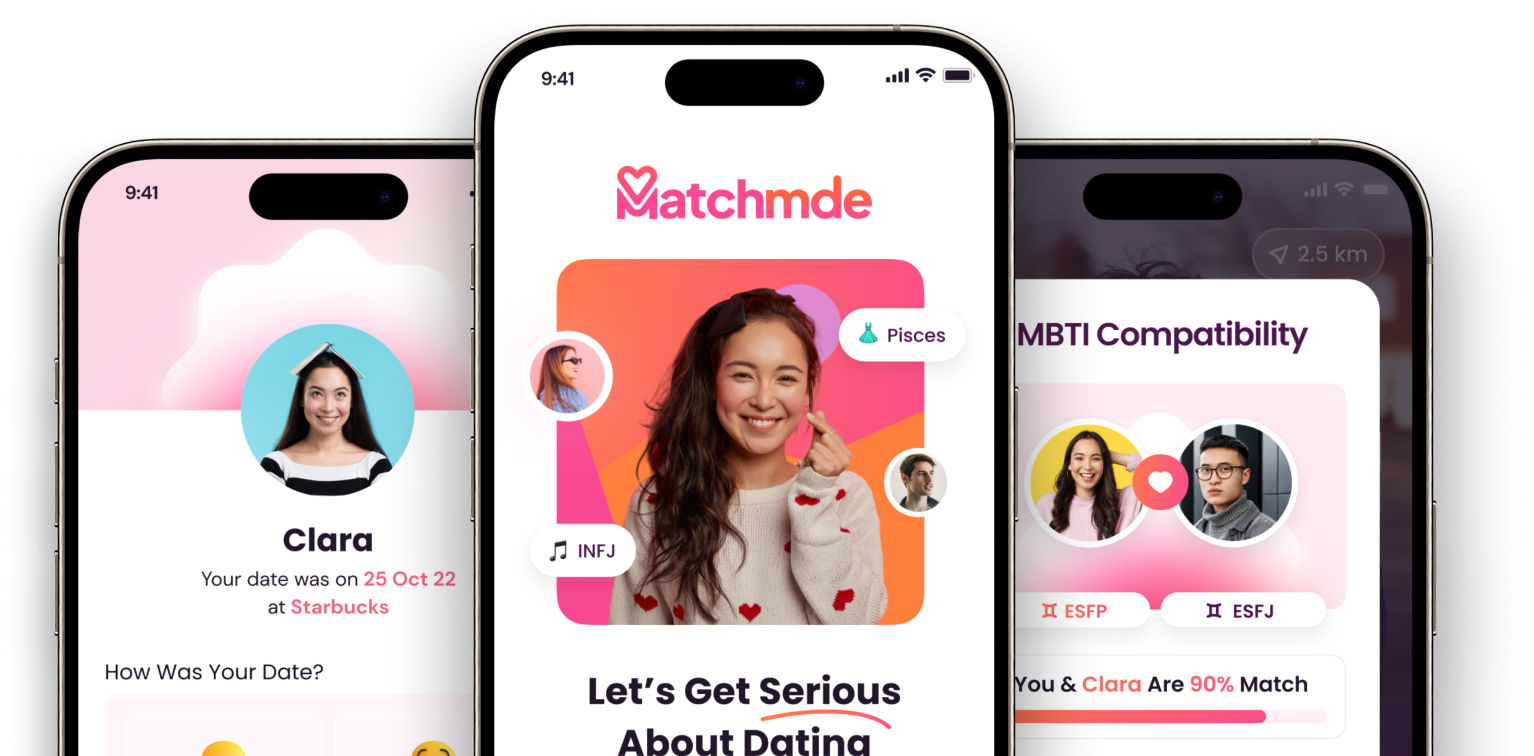 9:41
Clara
Your date was on 25 Oct 22
at Starbucks
How Was Your Date?
9:41
Matchmde
Pisces
INFJ
Let's Get Serious
About Dating
2.5 km
MBTI Compatibility
ESFP
ESFJ
You & Clara Are 90% Match